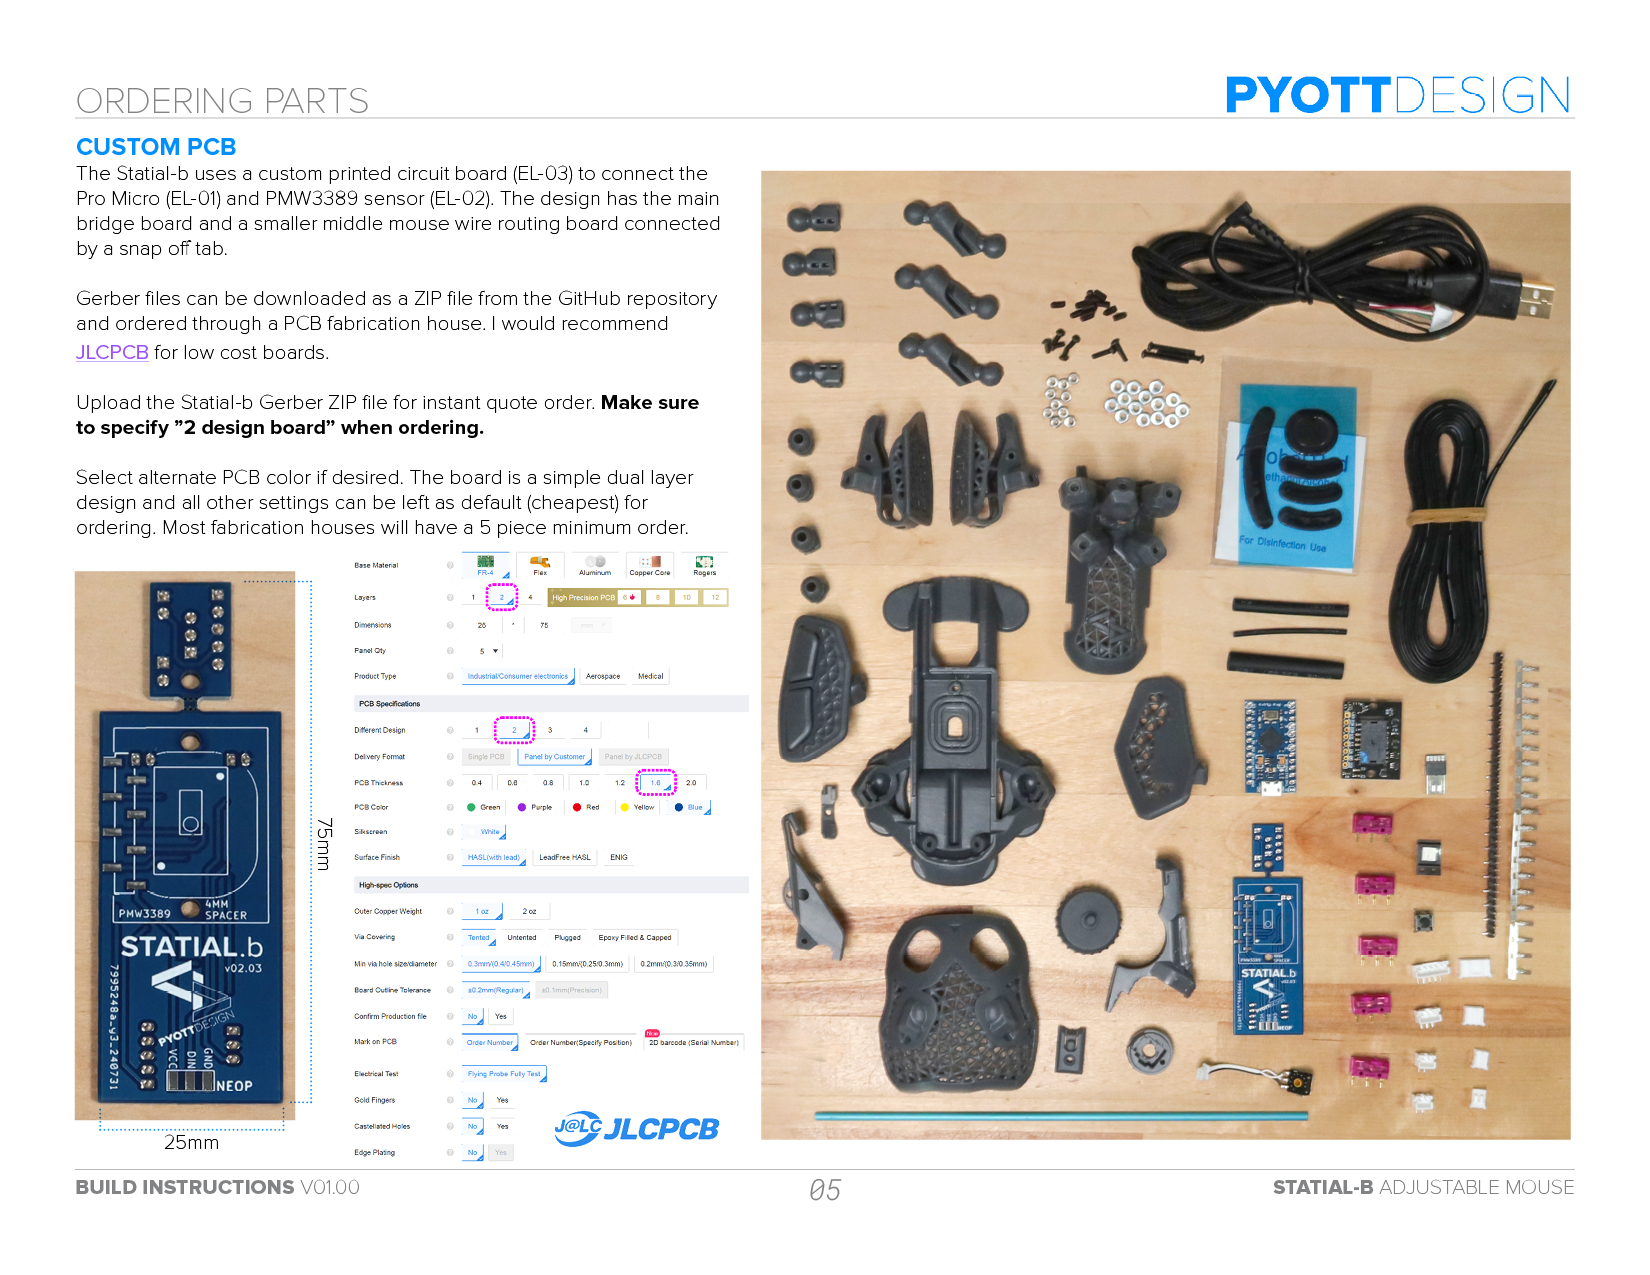 ORDERING PARTS
PYOTTDESIGN
CUSTOM PCB
The Statial-b uses a custom printed circuit board (EL-03) to connect the
Pro Micro (EL-01) and PMW3389 sensor (EL-02). The design has the main
bridge board and a smaller middle mouse wire routing board connected
by a snap off tab.
Gerber files can be downloaded as a ZIP file from the GitHub repository
and ordered through a PCB fabrication house. I would recommend
JLCPCB for low cost boards.
Upload the Statial-b Gerber ZIP file for instant quote order. Make sure
to specify ”2 design board” when ordering.
Select alternate PCB color if desired. The board is a simple dual layer
design and all other settings can be left as default (cheapest) for
ordering. Most fabrication houses will have a 5 piece minimum order.
PMW3389
4MM
SPACER
STATIAL.b
v02.03
7995248a_y3_240731
PYOTTDESIGN
VCC
DIN
GND
NEOP
75mm
25mm
Base Material FR-4 Flex Aluminum Copper Core Rogers
Layers 1 2 4 High Precision PCB 6 8 10 12
Dimensions 25 * 75 mm
Panel Qty 5
Product Type Industrial/Consumer electronics Aerospace Medical
PCB Specifications
Different Design 1 2 3 4
Delivery Format Single PCB Panel by Customer Panel by JLCPCB
PCB Thickness 0.4 0.6 0.8 1.0 1.2 1.6 2.0
PCB Color Green Purple Red Yellow Blue
Silkscreen White
Surface Finish HASL(with lead) LeadFree HASL ENIG
High-spec Options
Outer Copper Weight 1 oz 2 oz
Via Covering Tented Untented Plugged Epoxy Filled & Capped
Min via hole size/diameter 0.3mm/(0.4/0.45mm) 0.15mm/(0.25/0.3mm) 0.2mm/(0.3/0.35mm)
Board Outline Tolerance ±0.2mm(Regular) ±0.1mm(Precision)
Confirm Production file No Yes
New
Mark on PCB Order Number Order Number(Specify Position) 2D barcode (Serial Number)
Electrical Test Flying Probe Fully Test
Gold Fingers No Yes
Castellated Holes No Yes
Edge Plating No Yes
J@LC JLCPCB
For Disinfection Use
PMW3389
STATIAL.b
v02.03
NEOP
BUILD INSTRUCTIONS V01.00
05
STATIAL-B ADJUSTABLE MOUSE